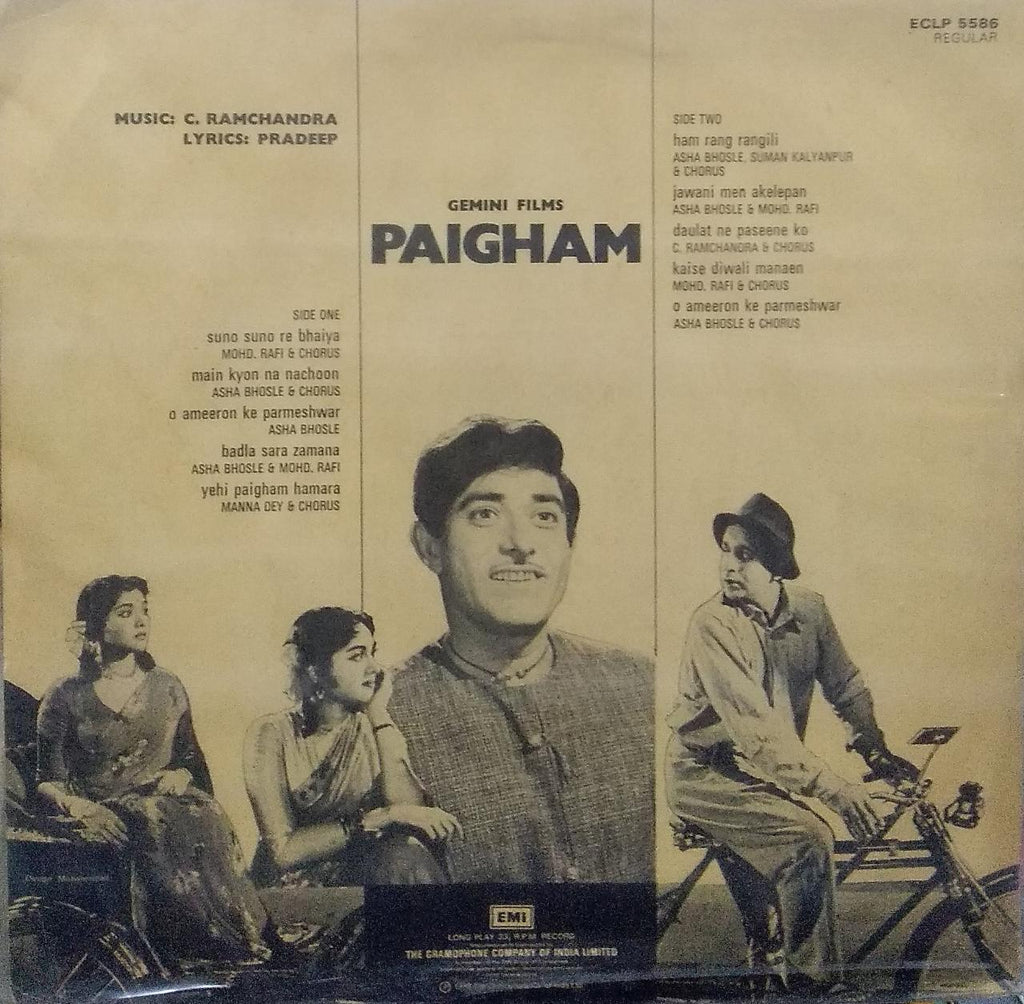 ECLP 5586
REGULAR
MUSIC: C. RAMCHANDRA
LYRICS: PRADEEP
GEMINI FILMS
PAIGHAM
SIDE ONE
suno suno re bhaiya
MOHD. RAFI & CHORUS
main kyon na nachoon
ASHA BHOSLE & CHORUS
o ameeron ke parmeshwar
ASHA BHOSLE
badla sara zamana
ASHA BHOSLE & MOHD. RAFI
yehi paigham hamara
MANNA DEY & CHORUS
SIDE TWO
ham rang rangili
ASHA BHOSLE, SUMAN KALYANPUR
& CHORUS
jawani men akelepan
ASHA BHOSLE & MOHD. RAFI
daulat ne paseene ko
C. RAMCHANDRA & CHORUS
kaise diwali manaen
MOHD. RAFI & CHORUS
o ameeron ke parmeshwar
ASHA BHOSLE & CHORUS
EMI
LONG PLAY 33⅓ R.P.M. RECORD
THE GRAMOPHONE COMPANY OF INDIA LIMITED